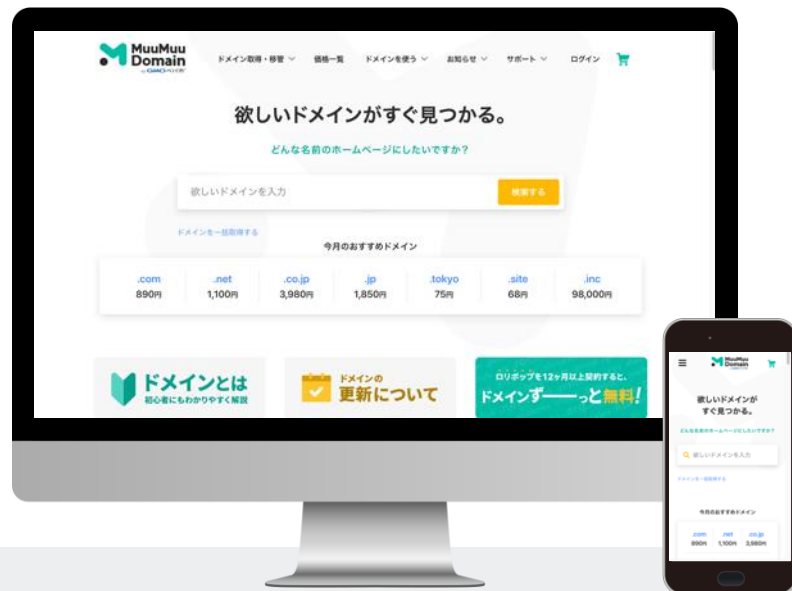 MuuMuu
Domain
by GMOペパボ
ドメイン取得・移管
価格一覧
ドメインを使う
お知らせ
サポート
ログイン
欲しいドメインがすぐ見つかる。
どんな名前のホームページにしたいですか？
欲しいドメインを入力
検索する
ドメインを一括取得する
今月のおすすめドメイン
.com .net .co.jp .jp .tokyo .site .inc
890円 1,100円 3,980円 1,850円 75円 68円 98,000円
ドメインとは
初心者にもわかりやすく解説
ドメインの
更新について
ロリポップを12ヶ月以上契約すると、
ドメインずーーっと無料!
MuuMuu
Domain
欲しいドメインが
すぐ見つかる。
どんな名前のホームページにしたいですか？
欲しいドメインを入力
ドメインを一括取得する
今月のおすすめドメイン
.com .net .co.jp
890円 1,100円 3,980円